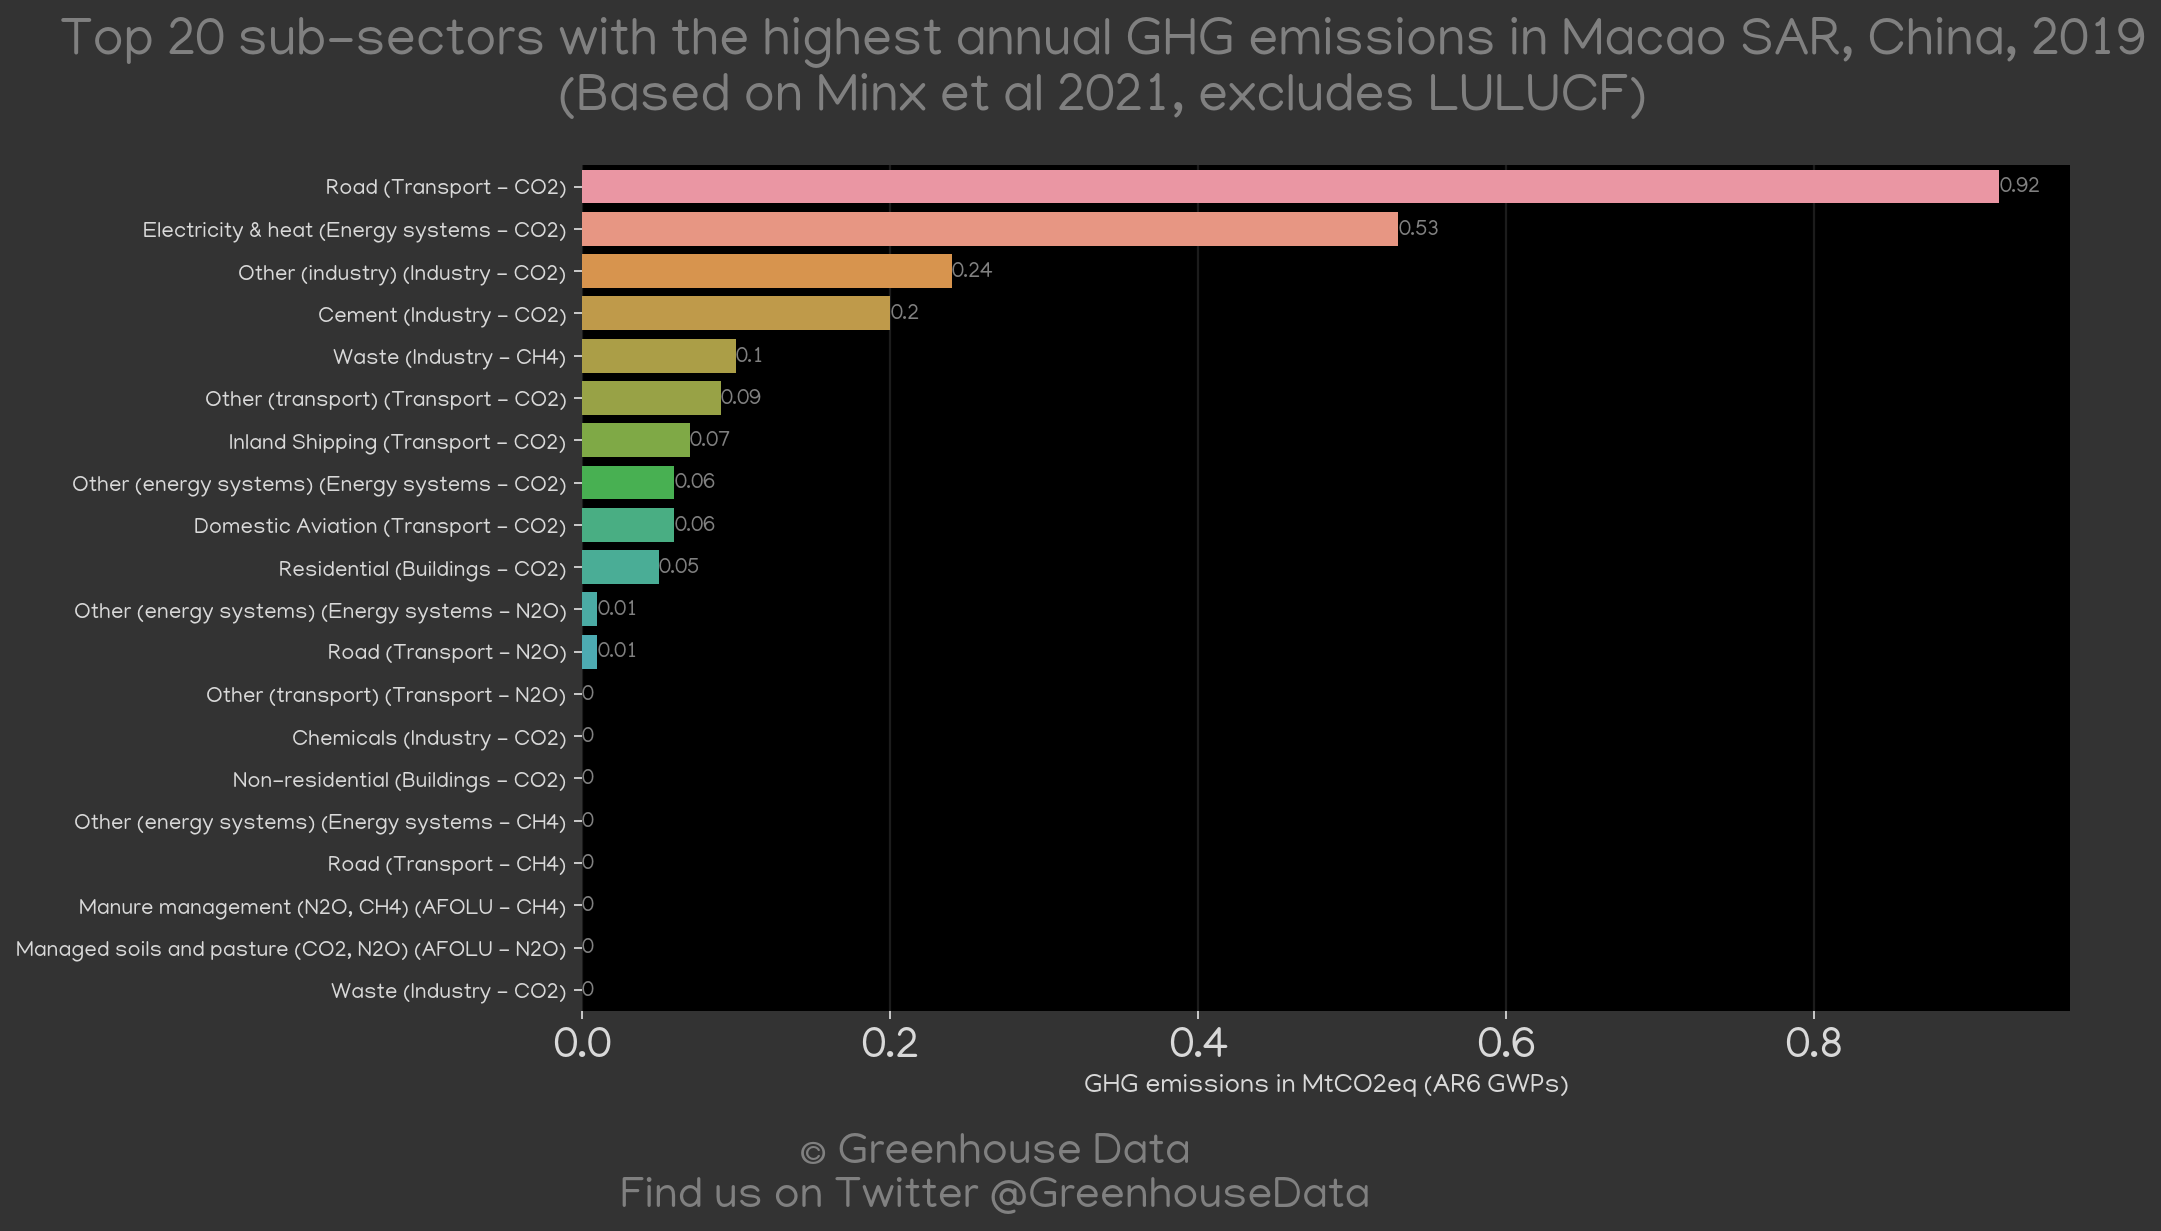 Top 20 sub-sectors with the highest annual GHG emissions in Macao SAR, China, 2019
(Based on Minx et al 2021, excludes LULUCF)
Road (Transport - CO2) 0.92
Electricity & heat (Energy systems - CO2) 0.53
Other (industry) (Industry - CO2) 0.24
Cement (Industry - CO2) 0.2
Waste (Industry - CH4) 0.1
Other (transport) (Transport - CO2) 0.09
Inland Shipping (Transport - CO2) 0.07
Other (energy systems) (Energy systems - CO2) 0.06
Domestic Aviation (Transport - CO2) 0.06
Residential (Buildings - CO2) 0.05
Other (energy systems) (Energy systems - N2O) 0.01
Road (Transport - N2O) 0.01
Other (transport) (Transport - N2O) 0
Chemicals (Industry - CO2) 0
Non-residential (Buildings - CO2) 0
Other (energy systems) (Energy systems - CH4) 0
Road (Transport - CH4) 0
Manure management (N2O, CH4) (AFOLU - CH4) 0
Managed soils and pasture (CO2, N2O) (AFOLU - N2O) 0
Waste (Industry - CO2) 0
0.0 0.2 0.4 0.6 0.8
GHG emissions in MtCO2eq (AR6 GWPs)
© Greenhouse Data
Find us on Twitter @GreenhouseData